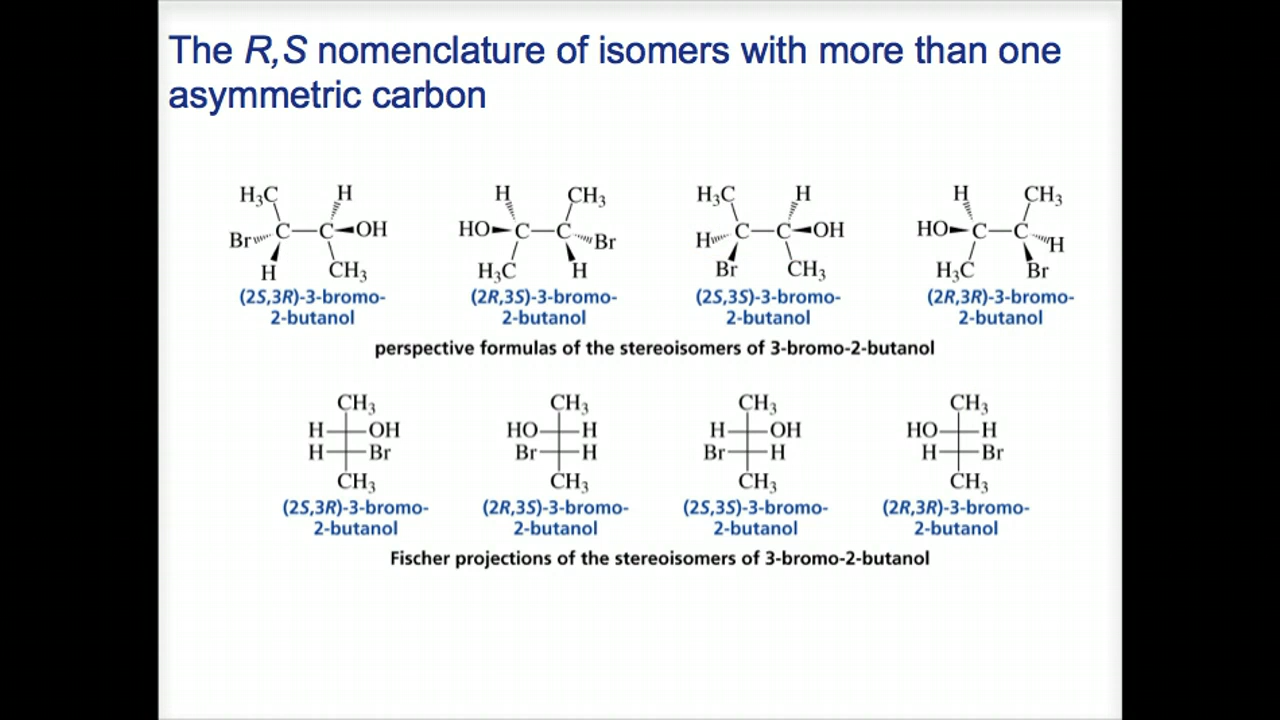 The R,S nomenclature of isomers with more than one
asymmetric carbon
H₃C H
Br C—C OH
H CH₃
(2S,3R)-3-bromo-
2-butanol
H CH₃
HO C—C Br
H₃C H
(2R,3S)-3-bromo-
2-butanol
H₃C H
H C—C OH
Br CH₃
(2S,3S)-3-bromo-
2-butanol
H CH₃
HO C—C H
H₃C Br
(2R,3R)-3-bromo-
2-butanol
perspective formulas of the stereoisomers of 3-bromo-2-butanol
CH₃
H OH
H Br
CH₃
(2S,3R)-3-bromo-
2-butanol
CH₃
HO H
Br H
CH₃
(2R,3S)-3-bromo-
2-butanol
CH₃
H OH
Br H
CH₃
(2S,3S)-3-bromo-
2-butanol
CH₃
HO H
H Br
CH₃
(2R,3R)-3-bromo-
2-butanol
Fischer projections of the stereoisomers of 3-bromo-2-butanol